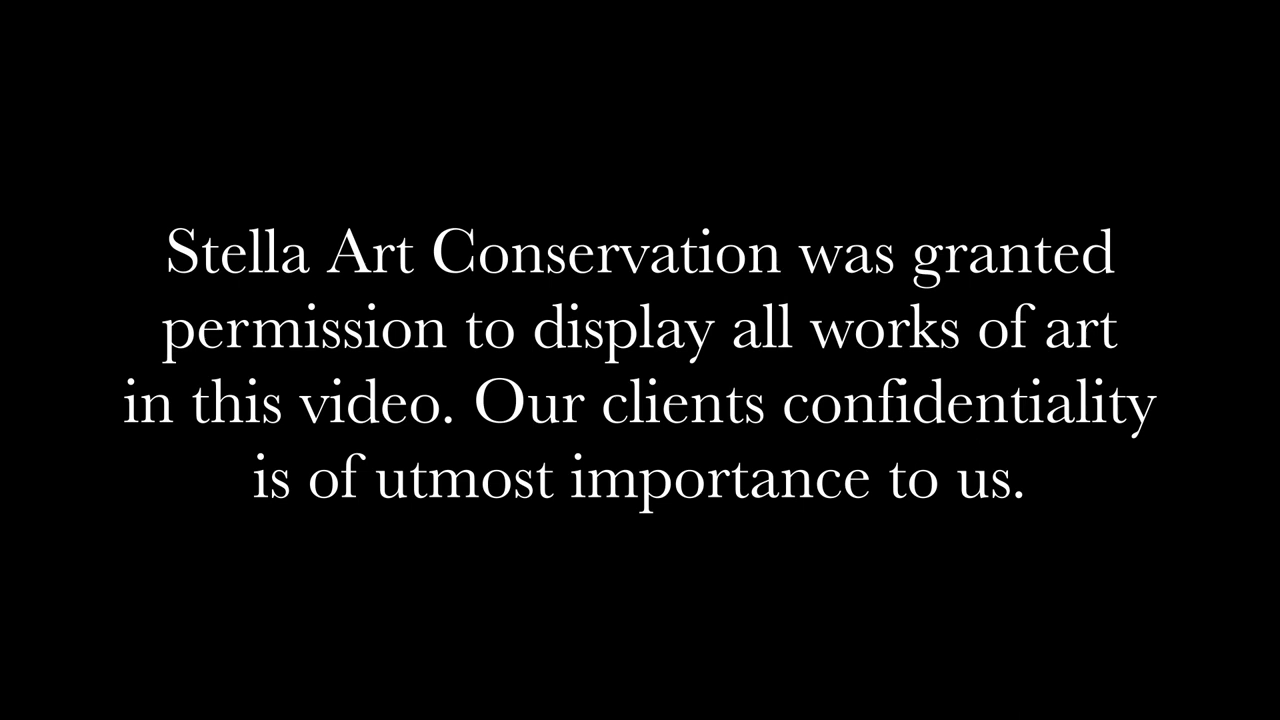 Stella Art Conservation was granted
permission to display all works of art
in this video. Our clients confidentiality
is of utmost importance to us.